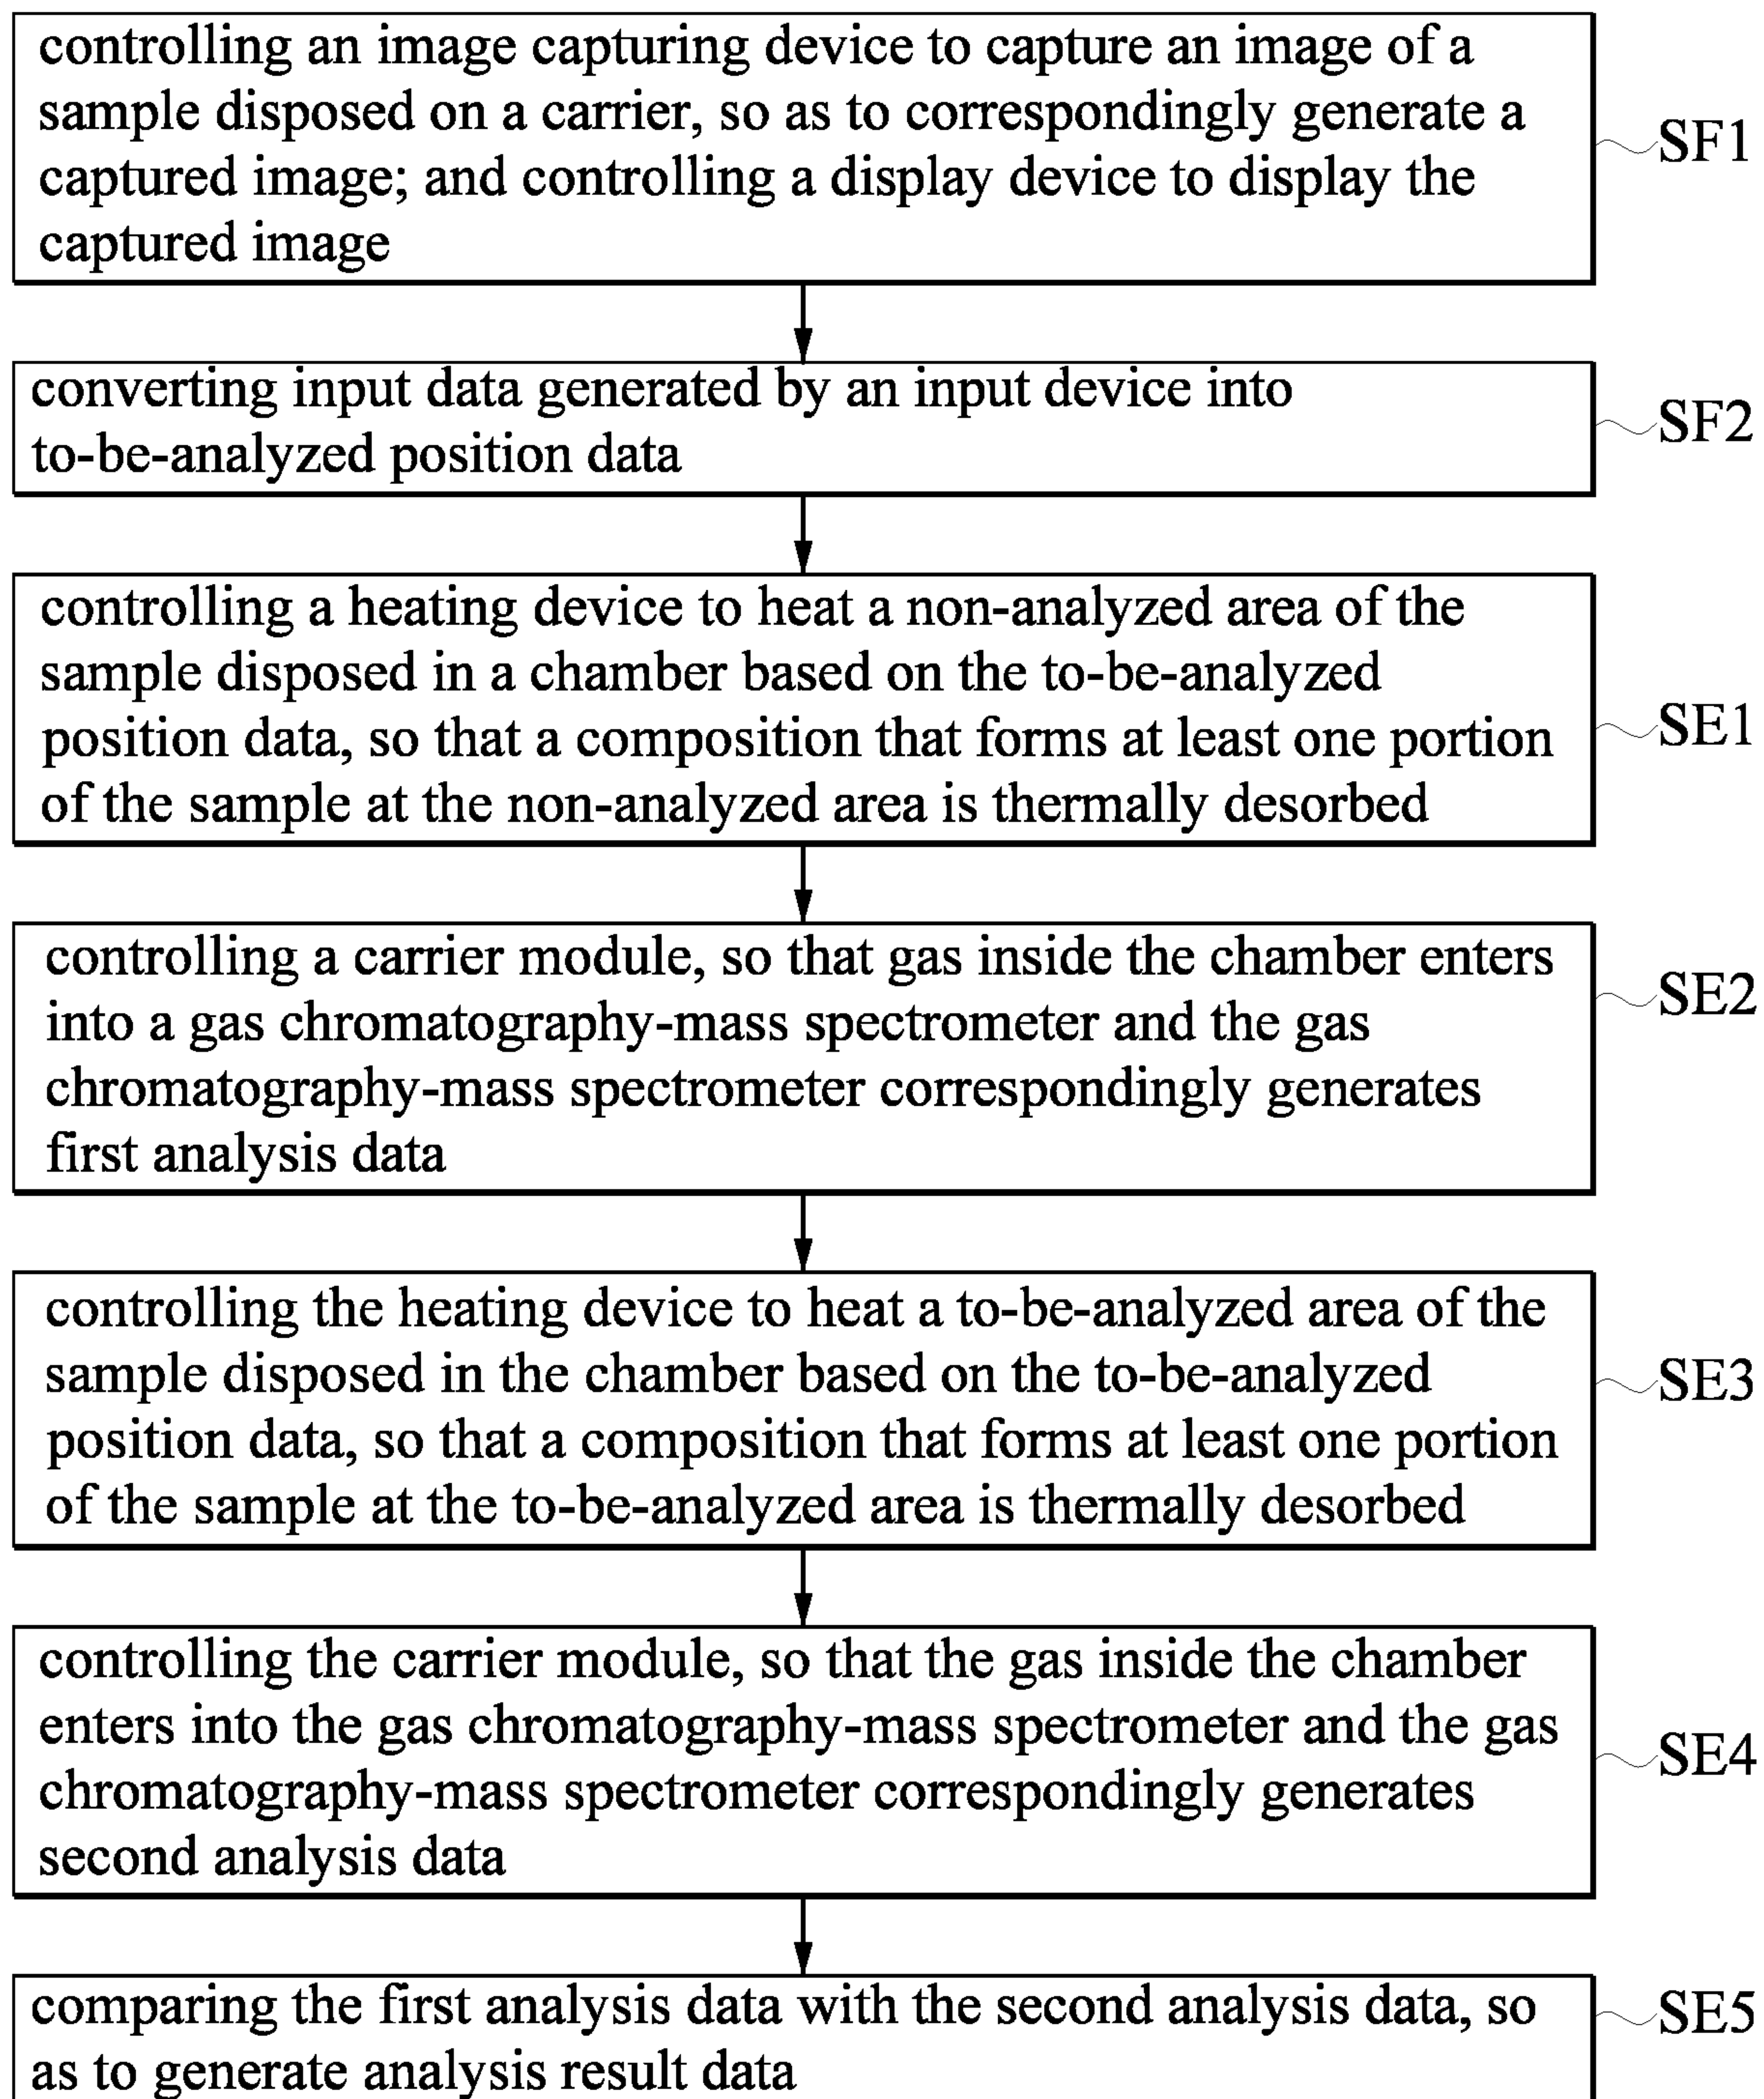 controlling an image capturing device to capture an image of a
sample disposed on a carrier, so as to correspondingly generate a
captured image; and controlling a display device to display the
captured image
SF1
converting input data generated by an input device into
to-be-analyzed position data
SF2
controlling a heating device to heat a non-analyzed area of the
sample disposed in a chamber based on the to-be-analyzed
position data, so that a composition that forms at least one portion
of the sample at the non-analyzed area is thermally desorbed
SE1
controlling a carrier module, so that gas inside the chamber enters
into a gas chromatography-mass spectrometer and the gas
chromatography-mass spectrometer correspondingly generates
first analysis data
SE2
controlling the heating device to heat a to-be-analyzed area of the
sample disposed in the chamber based on the to-be-analyzed
position data, so that a composition that forms at least one portion
of the sample at the to-be-analyzed area is thermally desorbed
SE3
controlling the carrier module, so that the gas inside the chamber
enters into the gas chromatography-mass spectrometer and the gas
chromatography-mass spectrometer correspondingly generates
second analysis data
SE4
comparing the first analysis data with the second analysis data, so
as to generate analysis result data
SE5